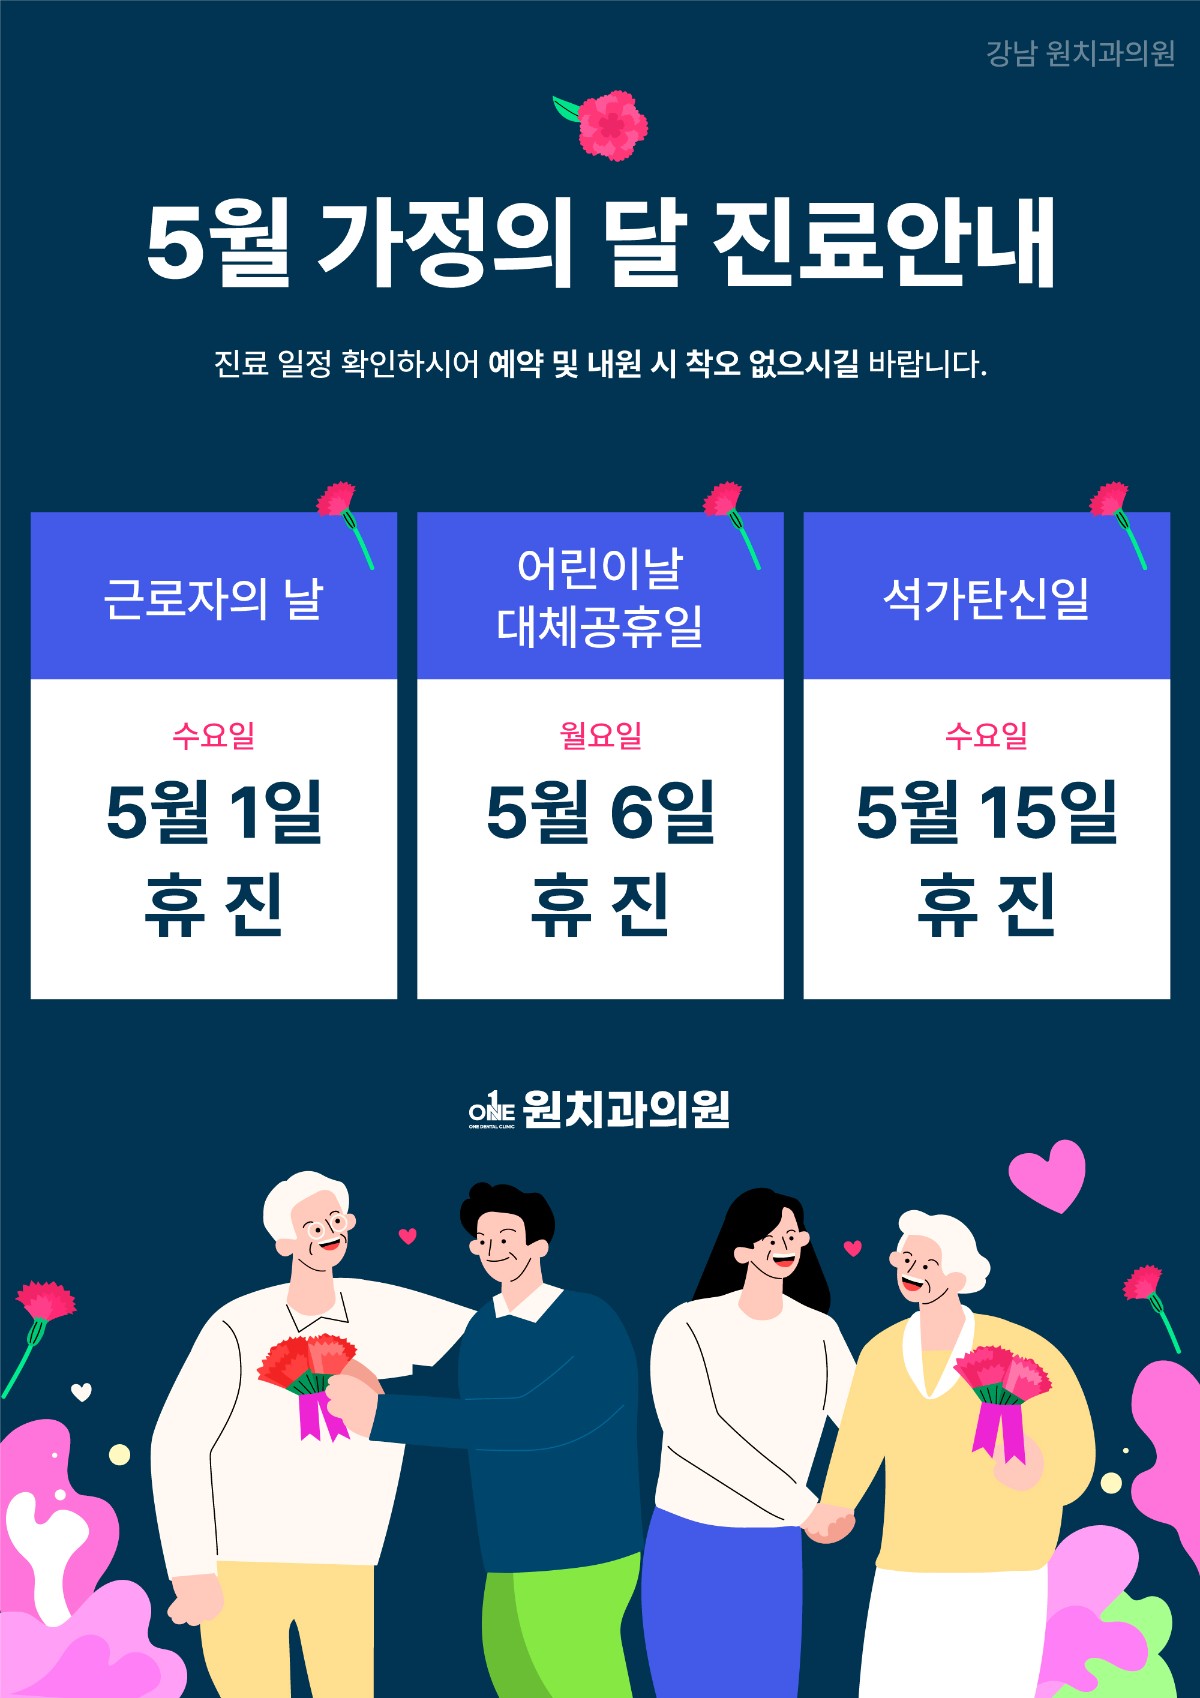 강남 원치과의원
5월 가정의 달 진료안내
진료 일정 확인하시어 예약 및 내원 시 착오 없으시길 바랍니다.
근로자의 날
수요일
5월 1일
휴 진
어린이날
대체공휴일
월요일
5월 6일
휴 진
석가탄신일
수요일
5월 15일
휴 진
1
ONE 원치과의원
ONE DENTAL CLINIC